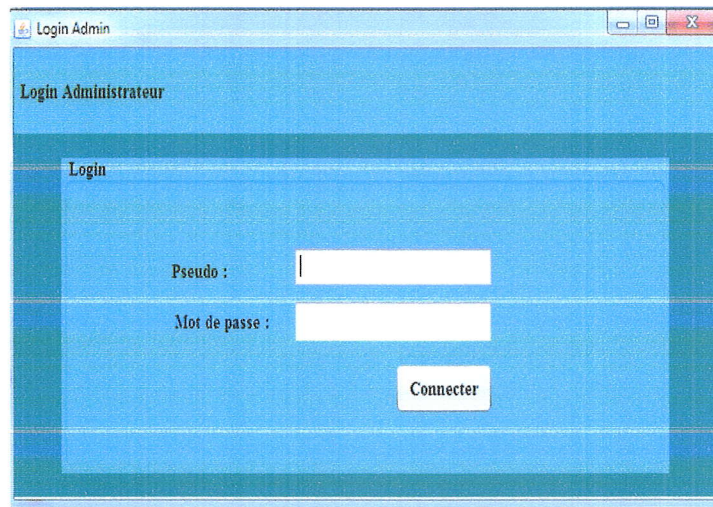 Login Admin
Login Administrateur
Login
Pseudo :
Mot de passe :
Connecter